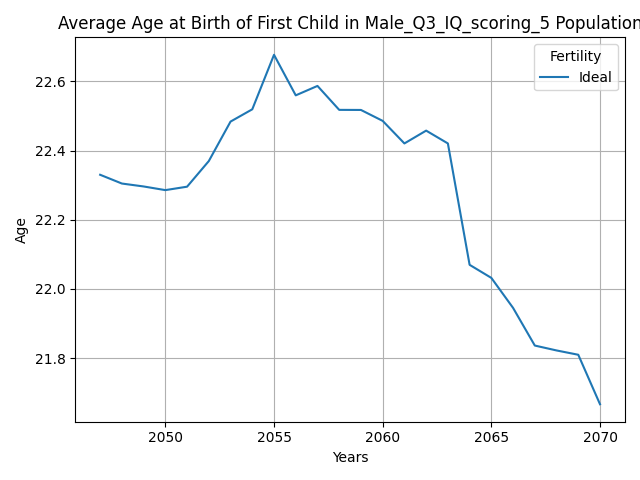 Average Age at Birth of First Child in Male_Q3_IQ_scoring_5 Population
Fertility
Ideal
22.6
22.4
22.2
22.0
21.8
Age
2050 2055 2060 2065 2070
Years